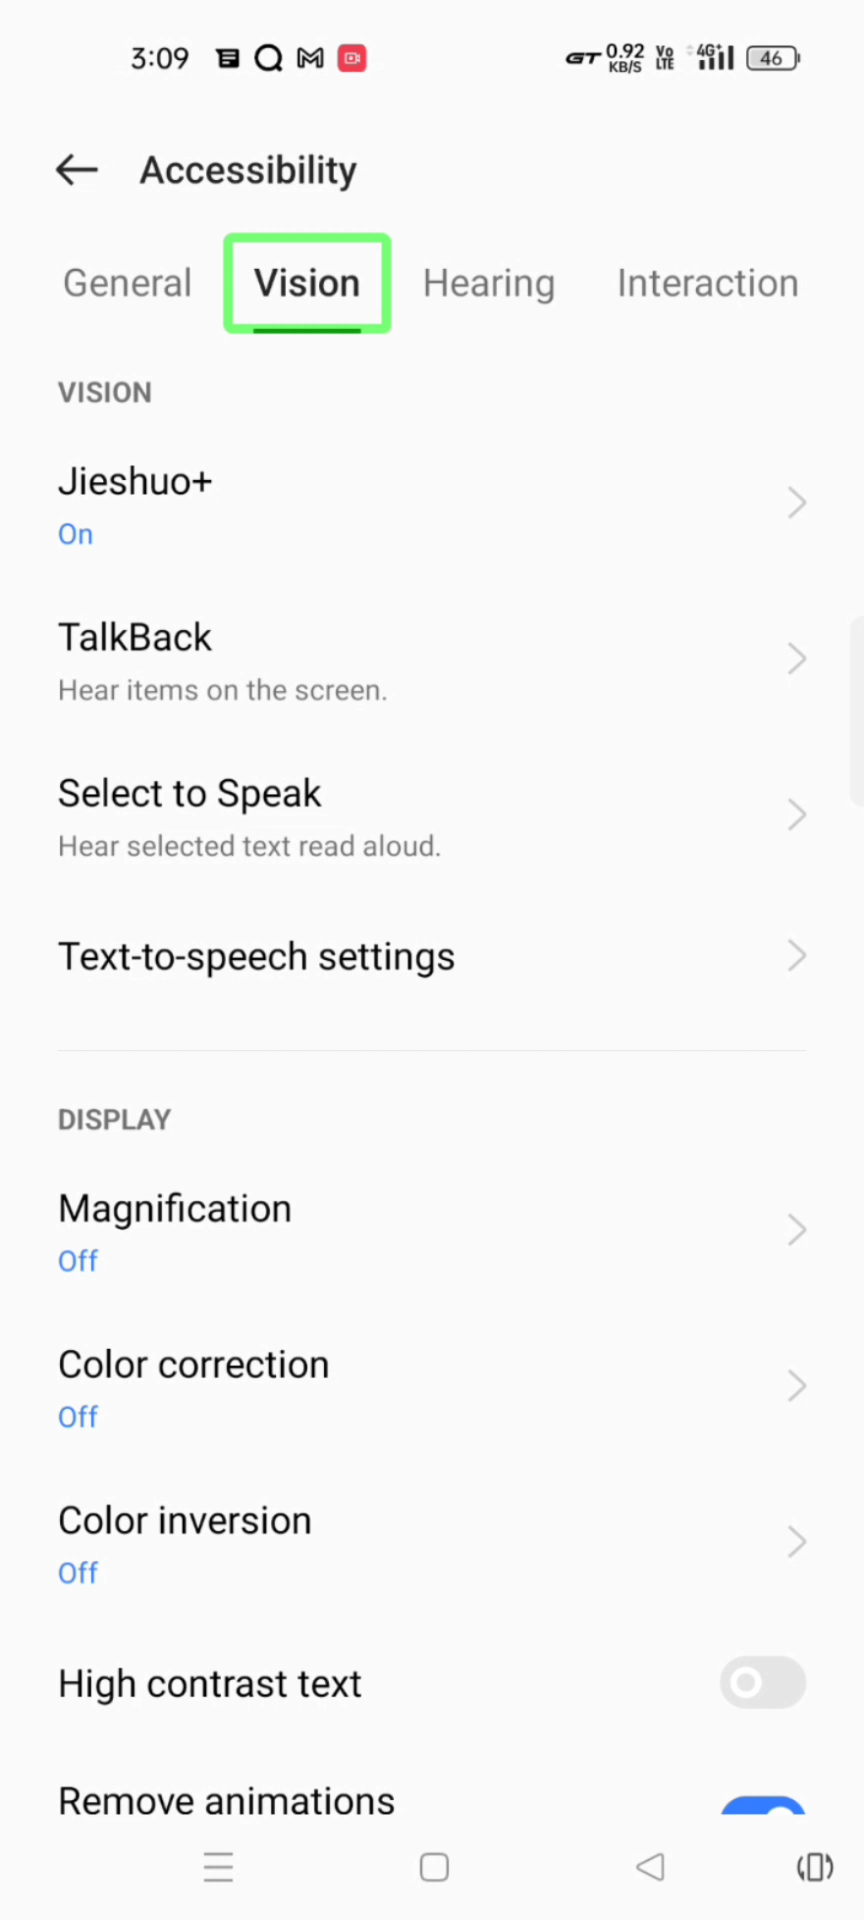 3:09 GT 0.92 KB/S Vo LTE 4G+ 46
Accessibility
General Vision Hearing Interaction
VISION
Jieshuo+
On
TalkBack
Hear items on the screen.
Select to Speak
Hear selected text read aloud.
Text-to-speech settings
DISPLAY
Magnification
Off
Color correction
Off
Color inversion
Off
High contrast text
Remove animations